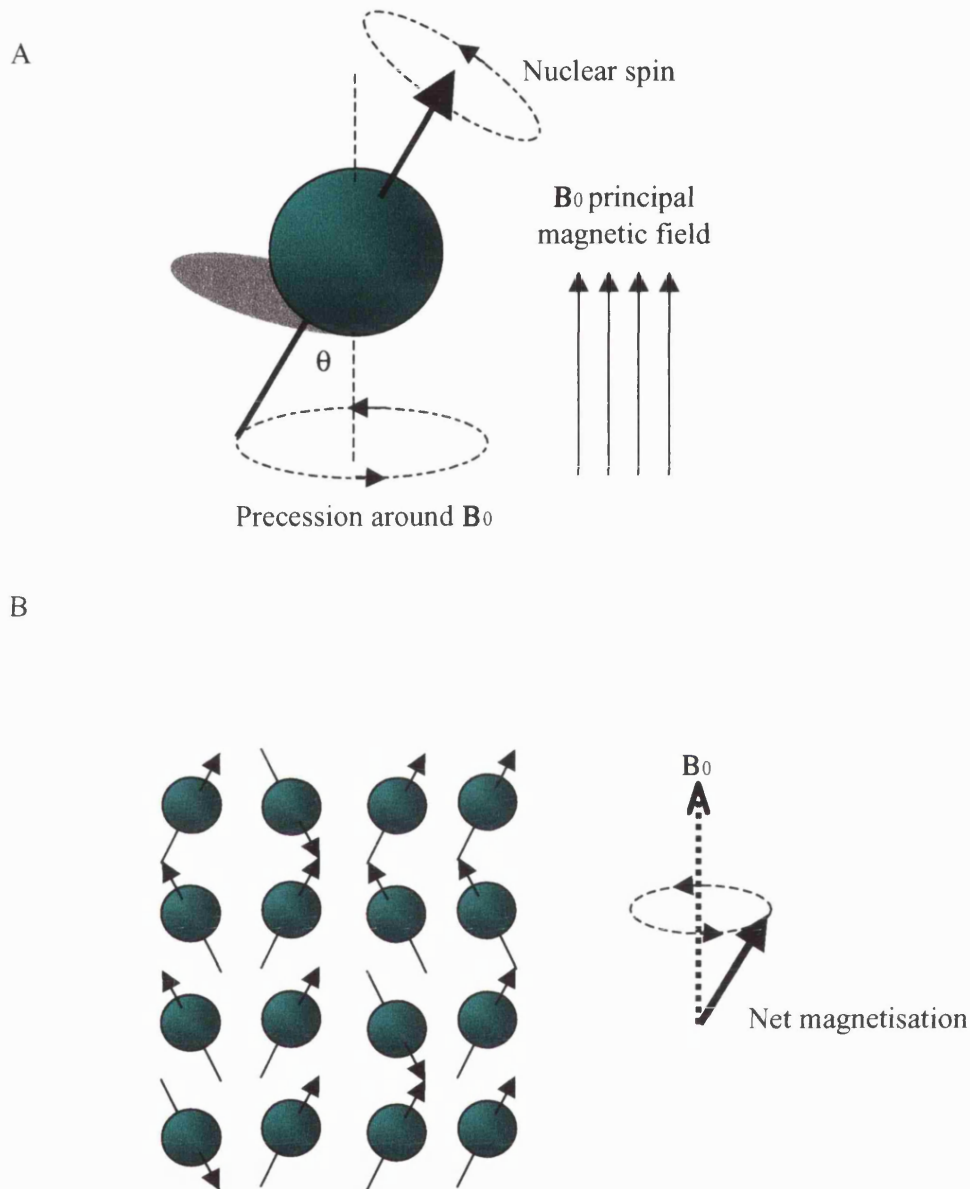 A
Nuclear spin
B0 principal
magnetic field
θ
Precession around B0
B
B0
Net magnetisation